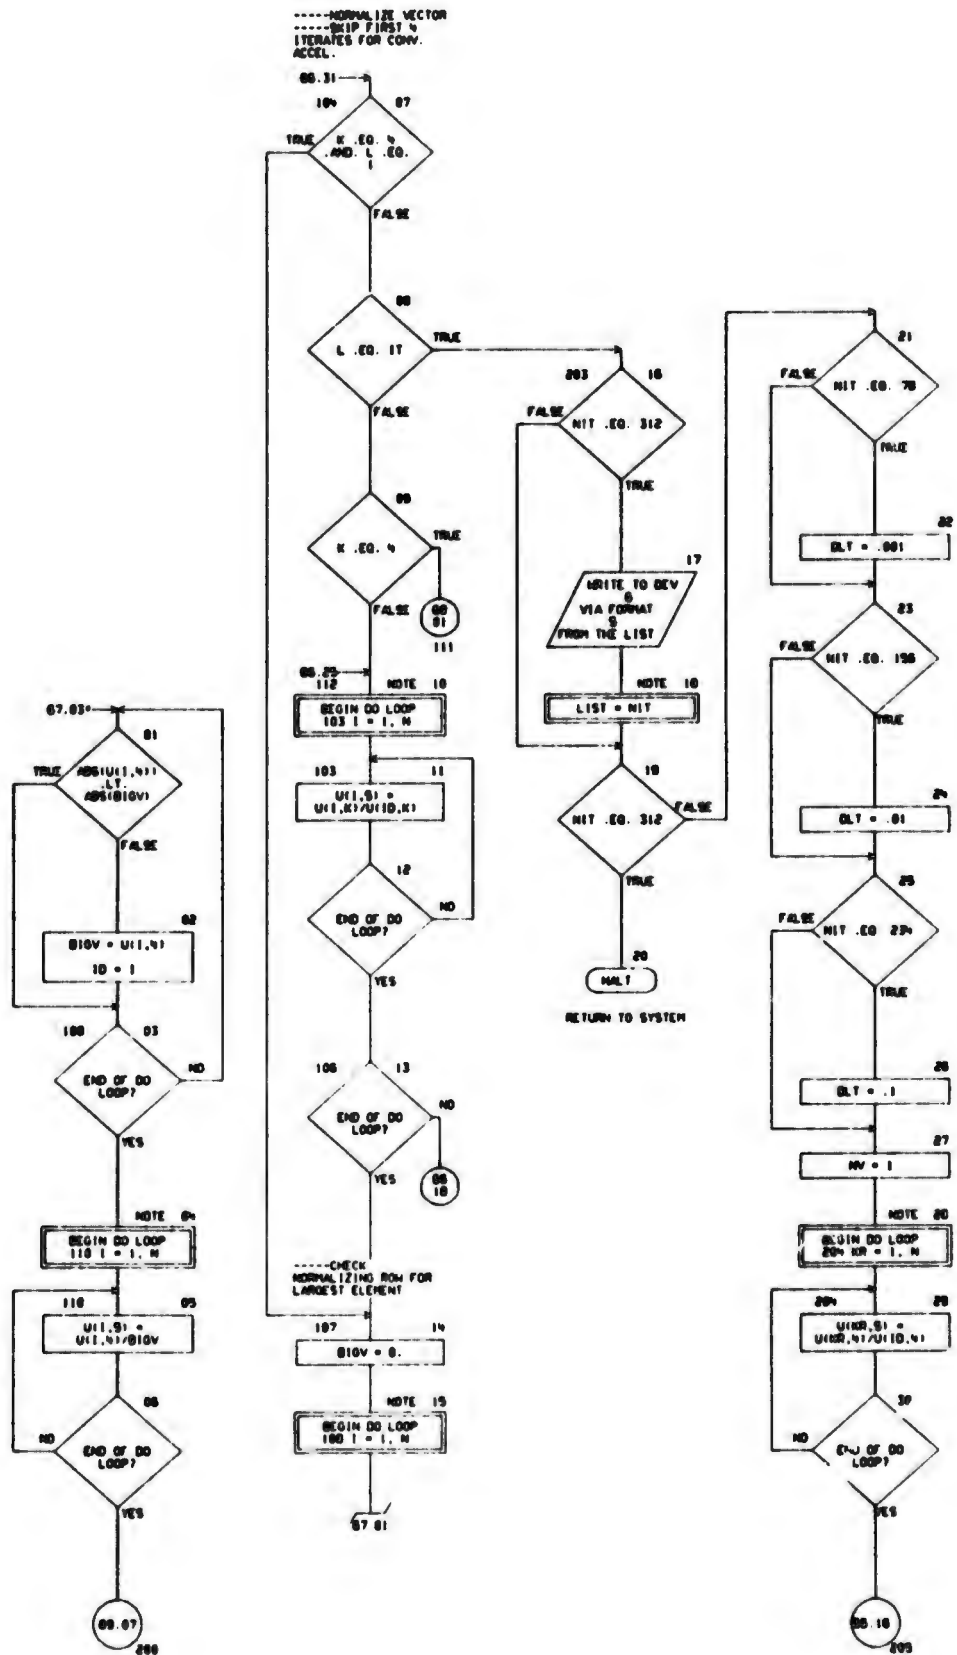 -----NORMALIZE VECTOR
-----SKIP FIRST 4
ITERATES FOR CONV.
ACCEL.
104 07
K .EQ. 4
.AND. L .EQ.
1
TRUE
FALSE
L .EQ. IT
TRUE
FALSE
09
K .EQ. 4
TRUE
FALSE
111
112 NOTE 10
BEGIN DO LOOP
103 I = 1, N
103 11
U(I,5) =
U(I,K)/U(ID,K)
12
END OF DO
LOOP?
NO
YES
106 13
END OF DO
LOOP?
NO
YES
-----CHECK
NORMALIZING ROW FOR
LARGEST ELEMENT
107 14
BIGV = 0.
NOTE 15
BEGIN DO LOOP
100 I = 1, N
67.03*
01
TRUE
ABS(U(I,4))
.LT.
ABS(BIGV)
FALSE
02
BIGV = U(I,4)
ID = I
100 03
END OF DO
LOOP?
NO
YES
NOTE 04
BEGIN DO LOOP
110 I = 1, N
110 05
U(I,5) =
U(I,4)/BIGV
06
END OF DO
LOOP?
NO
YES
203 16
FALSE
NIT .EQ. 312
TRUE
17
WRITE TO DEV
6
VIA FORMAT
9
FROM THE LIST
NOTE 18
LIST = NIT
19
NIT .EQ. 312
FALSE
TRUE
20
HALT
RETURN TO SYSTEM
21
FALSE
NIT .EQ. 78
TRUE
22
DLT = .001
23
FALSE
NIT .EQ. 156
TRUE
24
DLT = .01
25
FALSE
NIT .EQ. 234
TRUE
26
DLT = .1
27
NV = 1
NOTE 28
BEGIN DO LOOP
204 KR = 1, N
204 29
U(KR,5) =
U(KR,4)/U(ID,4)
30
END OF DO
LOOP?
NO
YES